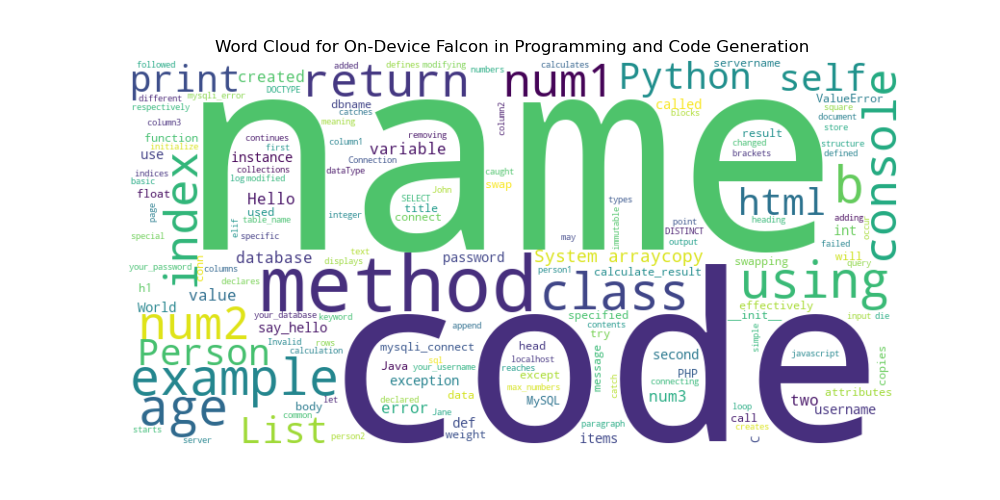 Word Cloud for On-Device Falcon in Programming and Code Generation
followed
added
defines
modifying
calculates
servername
print
created
return
numbers
num1
Python
self
DOCTYPE
different
mysqli_error
dbname
catches
column2
called
blocks
ValueError
square
document
store
respectively
column3
meaning
name
function
initialize
continues
first
removing
column1
variable
result
changed
brackets
structure
defined
console
use
instance
collections
Connection
dataType
caught
swap
indices
basic
index
log
modified
float
Hello
used
John
SELECT
title
connect
types
html
b
page
table_name
integer
immutable
point
DISTINCT
output
heading
adding
int
occur
special
elif
specific
may
failed
will
database
text
displays
password
System arraycopy
your_password
conn
columns
declares
person1
calculate_result
swapping
query
h1
value
method
class
using
World
num2
your_database
keyword
say_hello
specified
contents
effectively
__init__
input
die
Invalid
rows
calculation
append
try
simple
code
Person
mysqli_connect
head
second
javascript
copies
sql
localhost
Java
your_username
reaches
message
PHP
connecting
example
exception
except
max_numbers
catch
let
declared
data
MySQL
num3
attributes
age
body
error
Jane
loop
two
username
common
def
call
List
paragraph
creates
starts
server
person2
weight
items
C